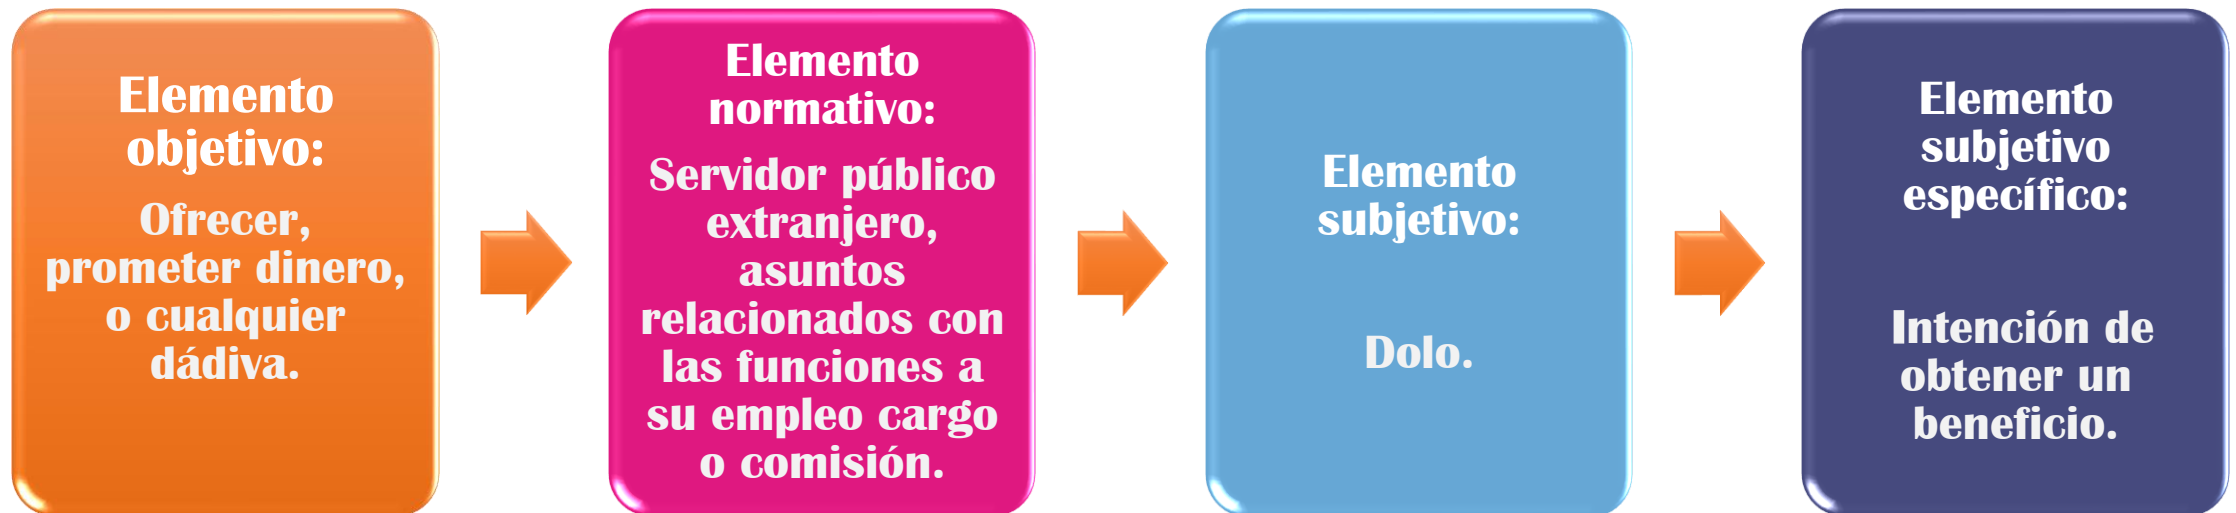 Elemento
objetivo:
Ofrecer,
prometer dinero,
o cualquier
dádiva.
Elemento
normativo:
Servidor público
extranjero,
asuntos
relacionados con
las funciones a
su empleo cargo
o comisión.
Elemento
subjetivo:
Dolo.
Elemento
subjetivo
específico:
Intención de
obtener un
beneficio.